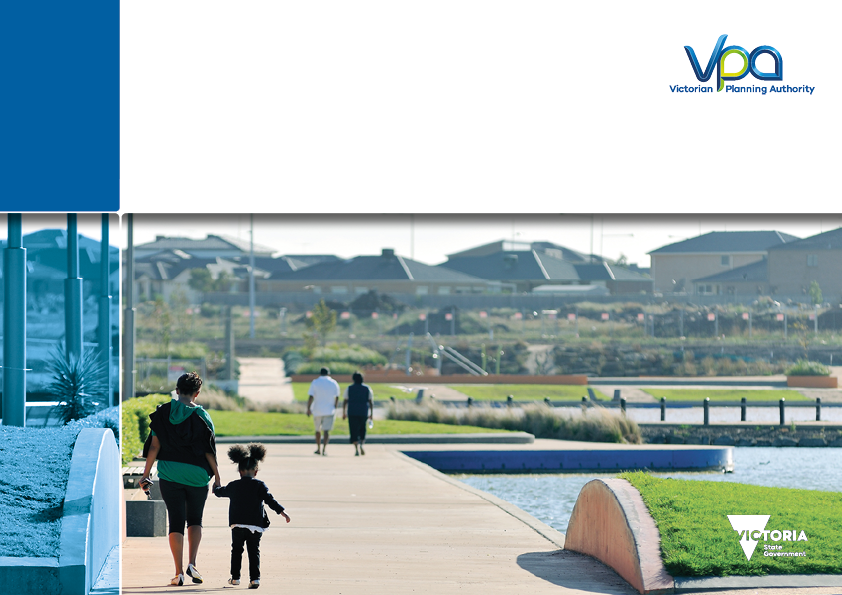 vpa
Victorian Planning Authority
VICTORIA
State
Government